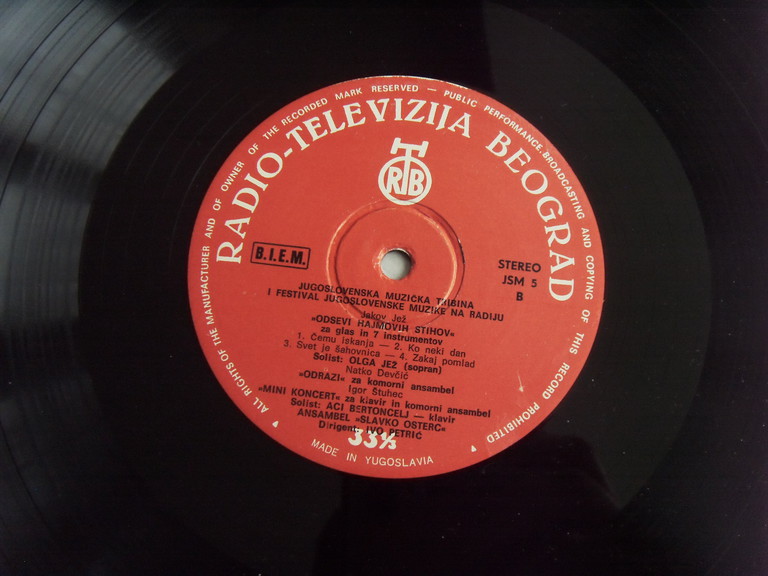 ALL RIGHTS OF THE MANUFACTURER AND OF OWNER OF THE RECORDED MARK RESERVED — PUBLIC PERFORMANCE, BROADCASTING AND COPYING OF THIS RECORD PROHIBITED
RADIO-TELEVIZIJA BEOGRAD
RTB
B.I.E.M.
STEREO
JSM 5
B
JUGOSLOVENSKA MUZIČKA TRIBINA
I FESTIVAL JUGOSLOVENSKE MUZIKE NA RADIJU
Jakov Jež
»ODSEVI HAJMOVIH STIHOV«
za glas in 7 instrumentov
1. Čemu iskanja — 2. Ko neki dan
3. Svet je šehovnica — 4. Zakaj pomlad
Solist: OLGA JEŽ (sopran)
Natko Devčić
»ODRAZI« za komorni ansambel
Igor Štuhec
»MINI KONCERT« za klavir in komorni ansambel
Solist: ACI BERTONCELJ — klavir
ANSAMBEL »SLAVKO OSTERC«
Dirigent: IVO PETRIĆ
33⅓
MADE IN YUGOSLAVIA